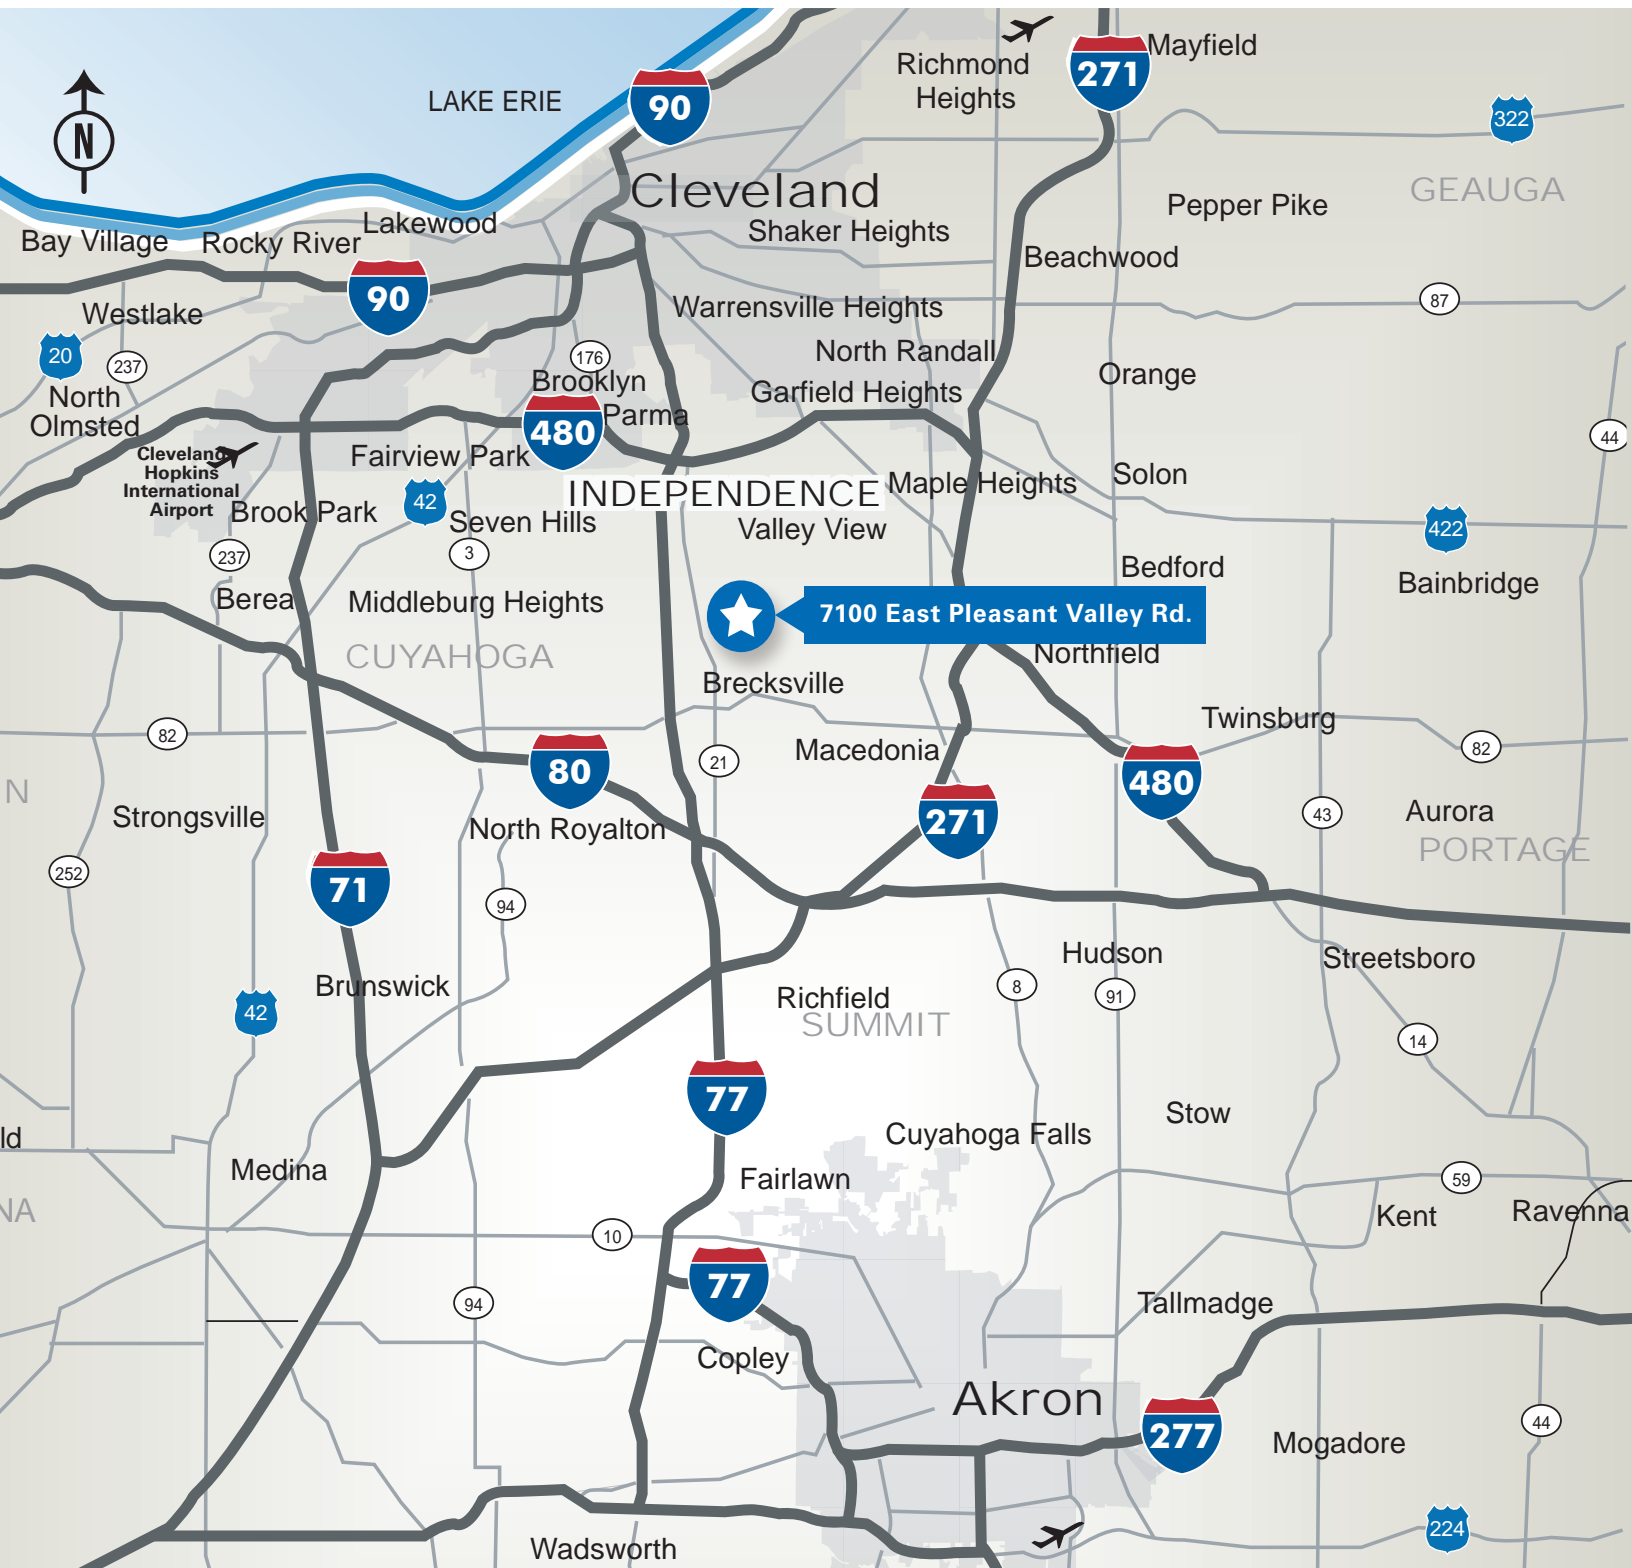 Mayfield
Richmond
Heights
271
LAKE ERIE
90
322
N
Cleveland
GEAUGA
Pepper Pike
Lakewood
Shaker Heights
Bay Village
Rocky River
Beachwood
90
87
Warrensville Heights
Westlake
20
237
176
North Randall
Orange
Brooklyn
Garfield Heights
North
Olmsted
Parma
480
44
Cleveland
Hopkins
International
Airport
Fairview Park
Solon
Maple Heights
INDEPENDENCE
42
Brook Park
Seven Hills
Valley View
422
237
3
Bedford
Bainbridge
Berea
Middleburg Heights
7100 East Pleasant Valley Rd.
CUYAHOGA
Northfield
Brecksville
Twinsburg
82
Macedonia
82
21
80
480
N
271
43
Aurora
Strongsville
North Royalton
PORTAGE
252
71
94
Hudson
Streetsboro
Brunswick
8
91
Richfield
42
SUMMIT
14
77
Stow
ld
Cuyahoga Falls
Medina
Fairlawn
59
NA
Kent
Ravenna
10
77
94
Tallmadge
Copley
Akron
277
44
Mogadore
224
Wadsworth